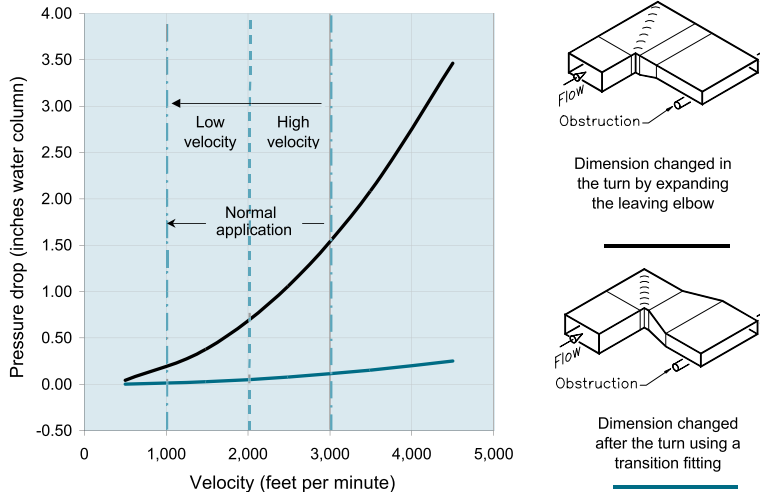 4.00
3.50
3.00
2.50
2.00
1.50
1.00
0.50
0.00
-0.50
Pressure drop (inches water column)
0
1,000
2,000
3,000
4,000
5,000
Velocity (feet per minute)
Low
velocity
High
velocity
Normal
application
Flow
Obstruction
Dimension changed in
the turn by expanding
the leaving elbow
Flow
Obstruction
Dimension changed
after the turn using a
transition fitting